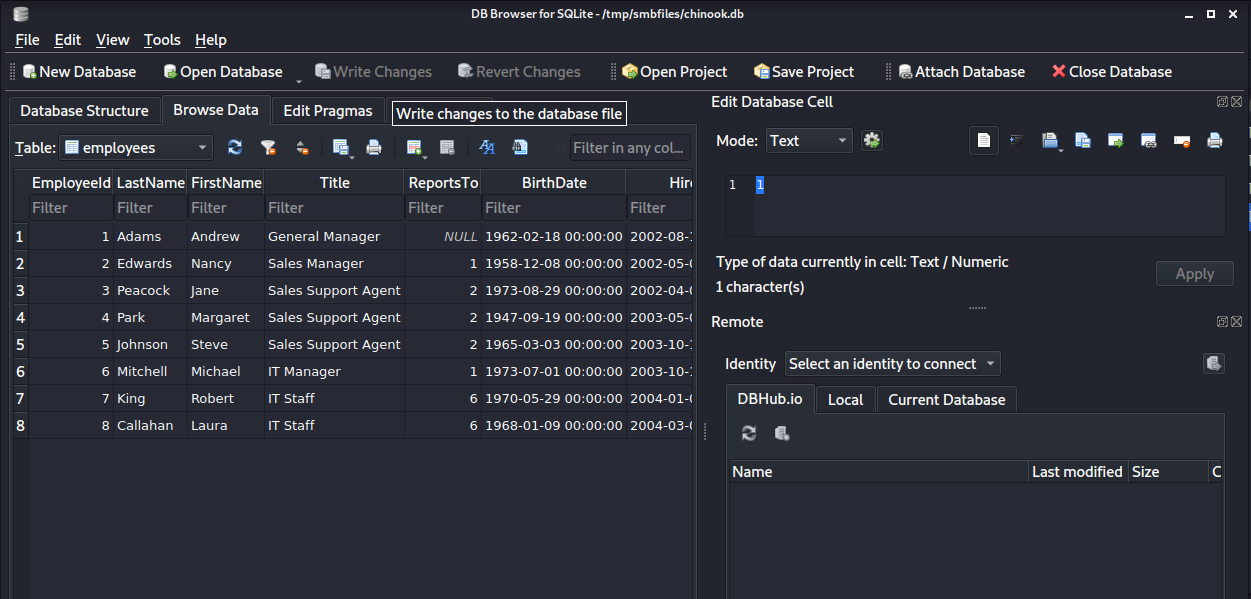 DB Browser for SQLite - /tmp/smbfiles/chinook.db
File Edit View Tools Help
New Database Open Database Write Changes Revert Changes Open Project Save Project Attach Database Close Database
Database Structure Browse Data Edit Pragmas
Write changes to the database file
Table: employees Filter in any col...
EmployeeId LastName FirstName Title ReportsTo BirthDate Hire
Filter Filter Filter Filter Filter Filter Filter
1 1 Adams Andrew General Manager NULL 1962-02-18 00:00:00 2002-08-1
2 2 Edwards Nancy Sales Manager 1 1958-12-08 00:00:00 2002-05-0
3 3 Peacock Jane Sales Support Agent 2 1973-08-29 00:00:00 2002-04-0
4 4 Park Margaret Sales Support Agent 2 1947-09-19 00:00:00 2003-05-0
5 5 Johnson Steve Sales Support Agent 2 1965-03-03 00:00:00 2003-10-1
6 6 Mitchell Michael IT Manager 1 1973-07-01 00:00:00 2003-10-1
7 7 King Robert IT Staff 6 1970-05-29 00:00:00 2004-01-0
8 8 Callahan Laura IT Staff 6 1968-01-09 00:00:00 2004-03-0
Edit Database Cell
Mode: Text
1 1
Type of data currently in cell: Text / Numeric
1 character(s)
Apply
Remote
Identity Select an identity to connect
DBHub.io Local Current Database
Name Last modified Size C